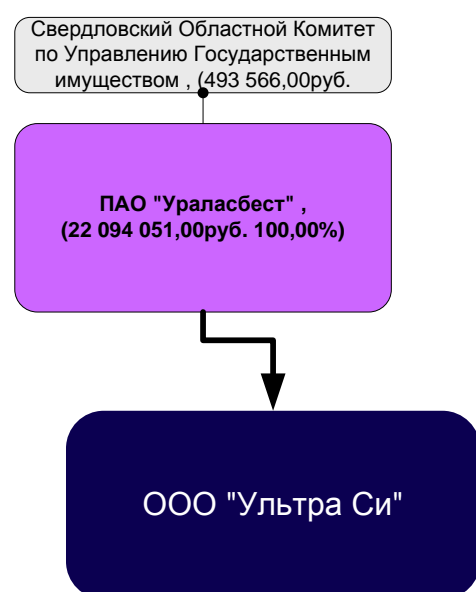 Свердловский Областной Комитет
по Управлению Государственным
имуществом , (493 566,00руб.
ПАО "Ураласбест" ,
(22 094 051,00руб. 100,00%)
ООО "Ультра Си"